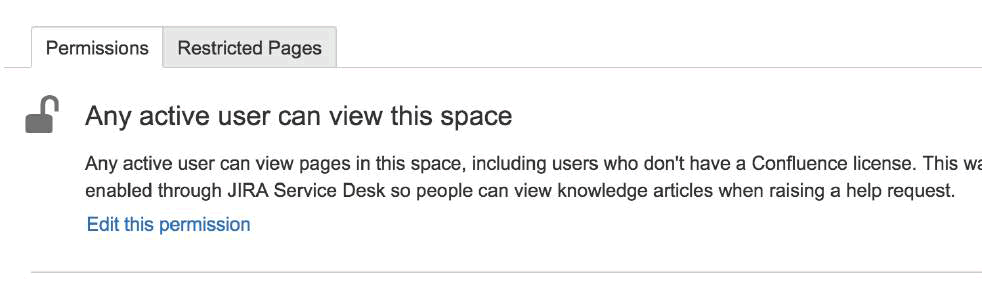 Permissions
Restricted Pages
Any active user can view this space
Any active user can view pages in this space, including users who don't have a Confluence license. This
enabled through JIRA Service Desk so people can view knowledge articles when raising a help request.
Edit this permission